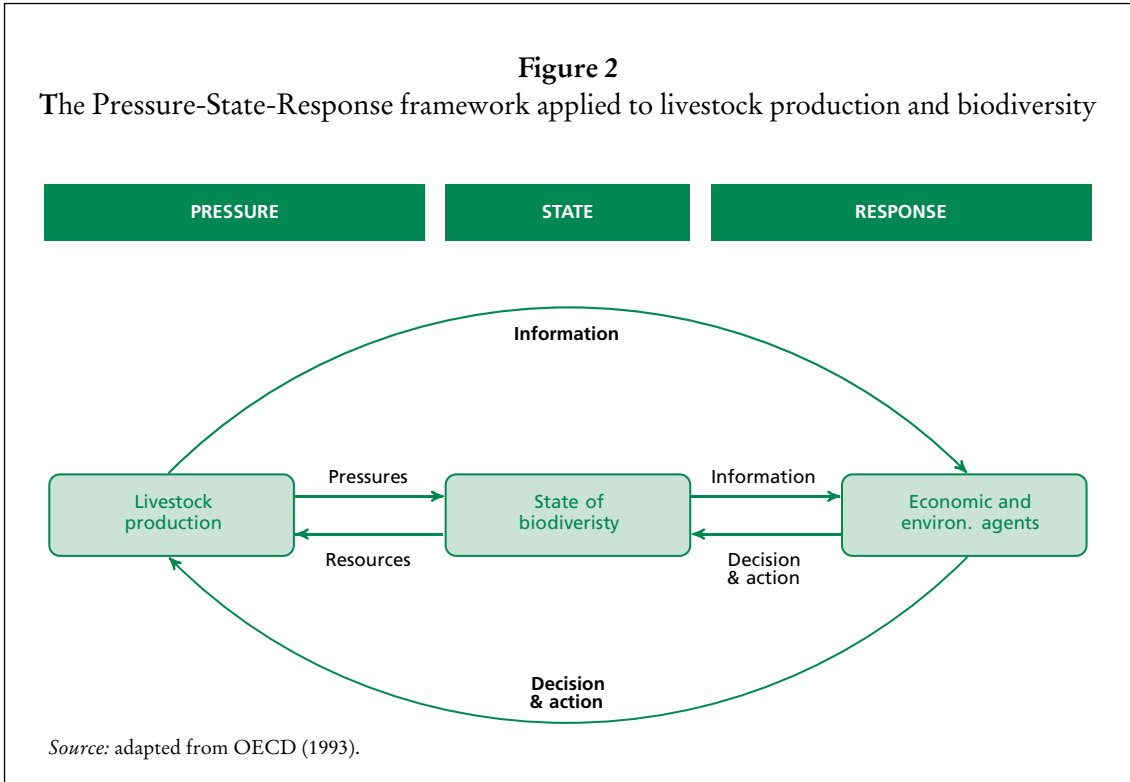 Figure 2
The Pressure-State-Response framework applied to livestock production and biodiversity
PRESSURE
STATE
RESPONSE
Information
Livestock
production
Pressures
Resources
State of
biodiveristy
Information
Decision
& action
Economic and
environ. agents
Decision
& action
Source: adapted from OECD (1993).